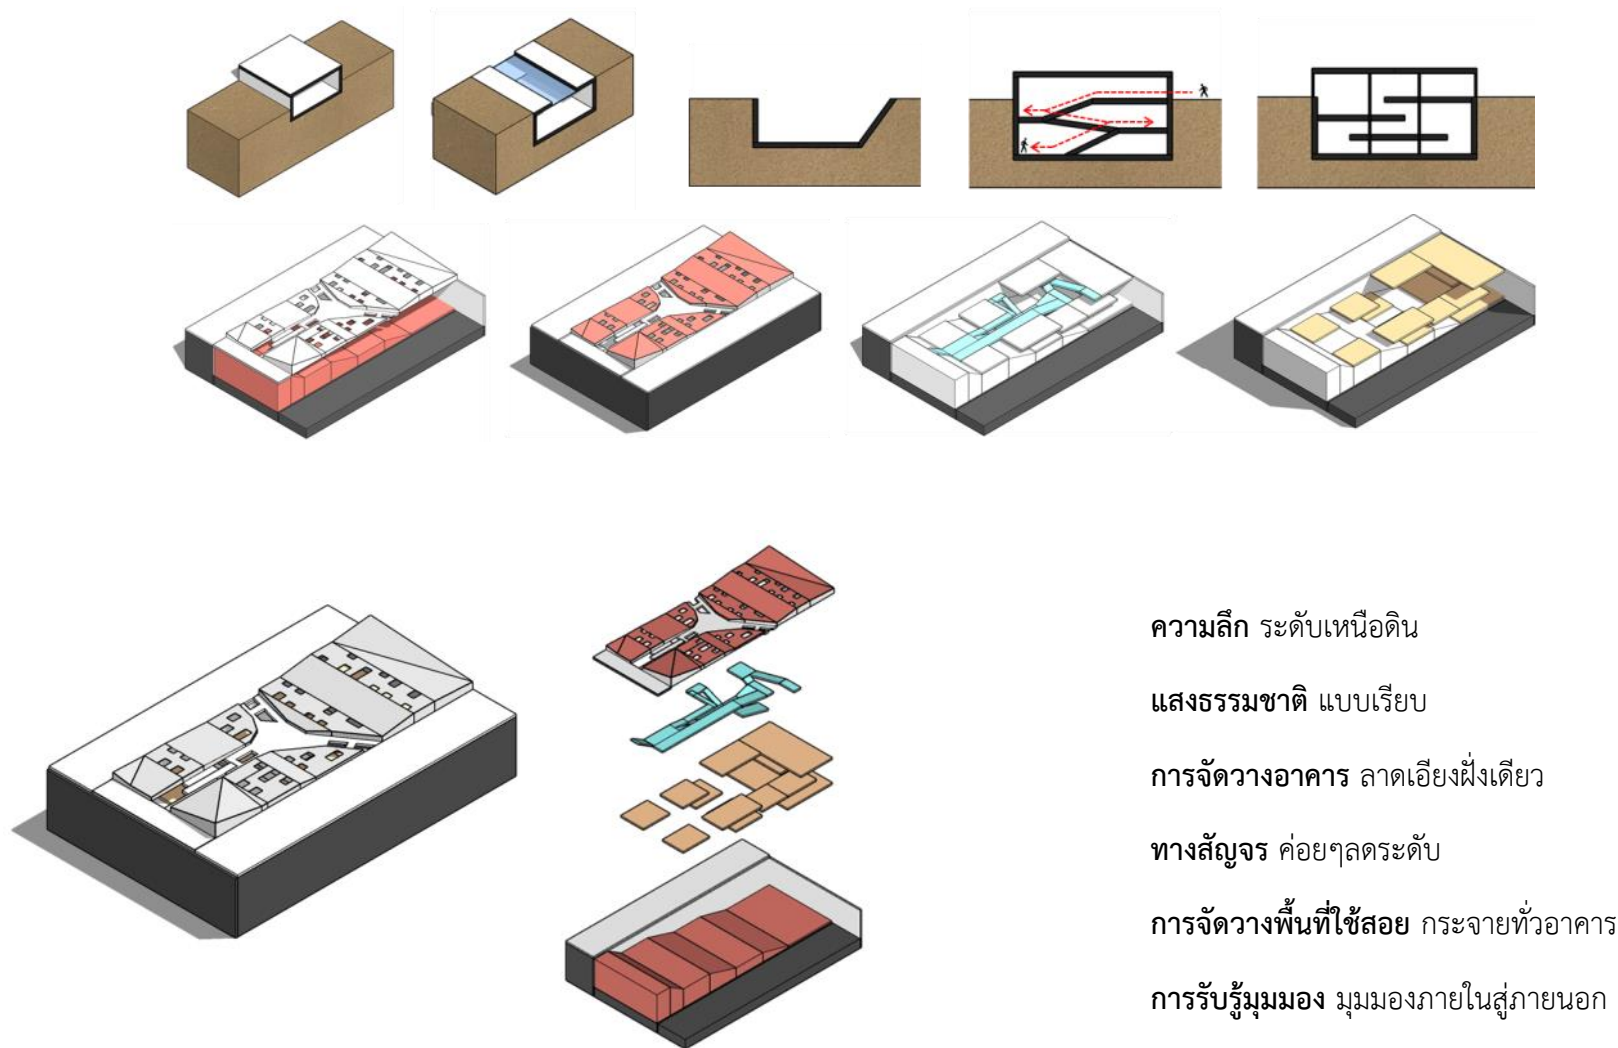 ความลึก ระดับเหนือดิน
แสงธรรมชาติ แบบเรียบ
การจัดวางอาคาร ลาดเอียงฝั่งเดียว
ทางสัญจร ค่อยๆลดระดับ
การจัดวางพื้นที่ใช้สอย กระจายทั่วอาคาร
การรับรู้มุมมอง มุมมองภายในสู่ภายนอก